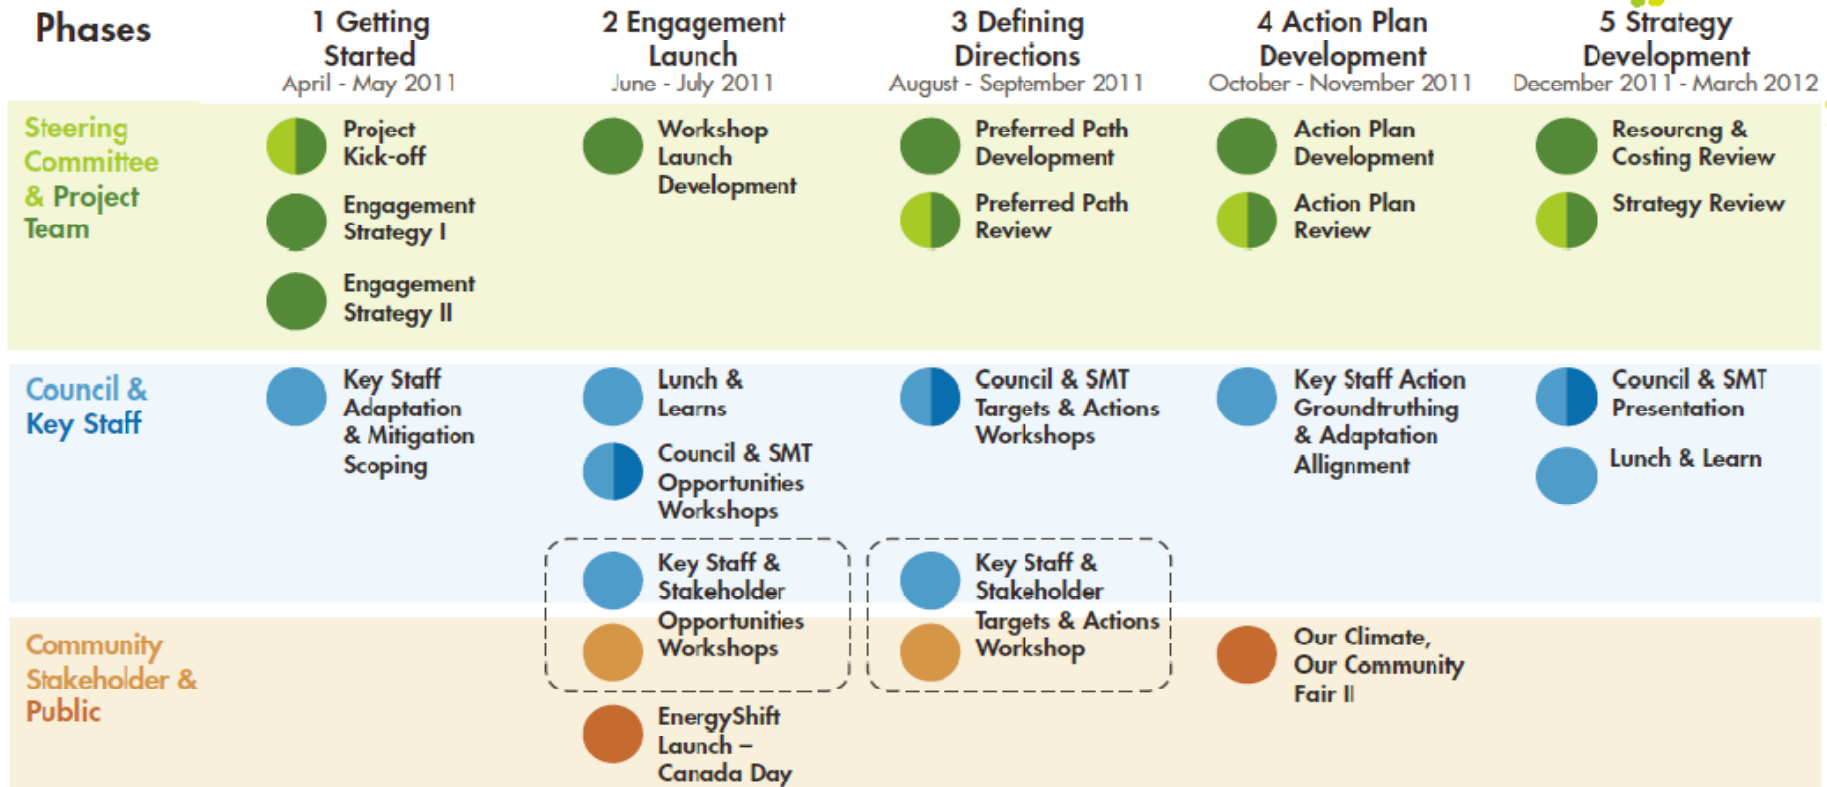 Phases
1 Getting
Started
April - May 2011
2 Engagement
Launch
June - July 2011
3 Defining
Directions
August - September 2011
4 Action Plan
Development
October - November 2011
5 Strategy
Development
December 2011 - March 2012
Steering
Committee
& Project
Team
Project
Kick-off
Engagement
Strategy I
Engagement
Strategy II
Workshop
Launch
Development
Preferred Path
Development
Preferred Path
Review
Action Plan
Development
Action Plan
Review
Resourcng &
Costing Review
Strategy Review
Council &
Key Staff
Key Staff
Adaptation
& Mitigation
Scoping
Lunch &
Learns
Council & SMT
Opportunities
Workshops
Key Staff &
Stakeholder
Opportunities
Workshops
Council & SMT
Targets & Actions
Workshops
Key Staff &
Stakeholder
Targets & Actions
Workshop
Key Staff Action
Groundtruthing
& Adaptation
Allignment
Council & SMT
Presentation
Lunch & Learn
Community
Stakeholder &
Public
EnergyShift
Launch –
Canada Day
Our Climate,
Our Community
Fair II